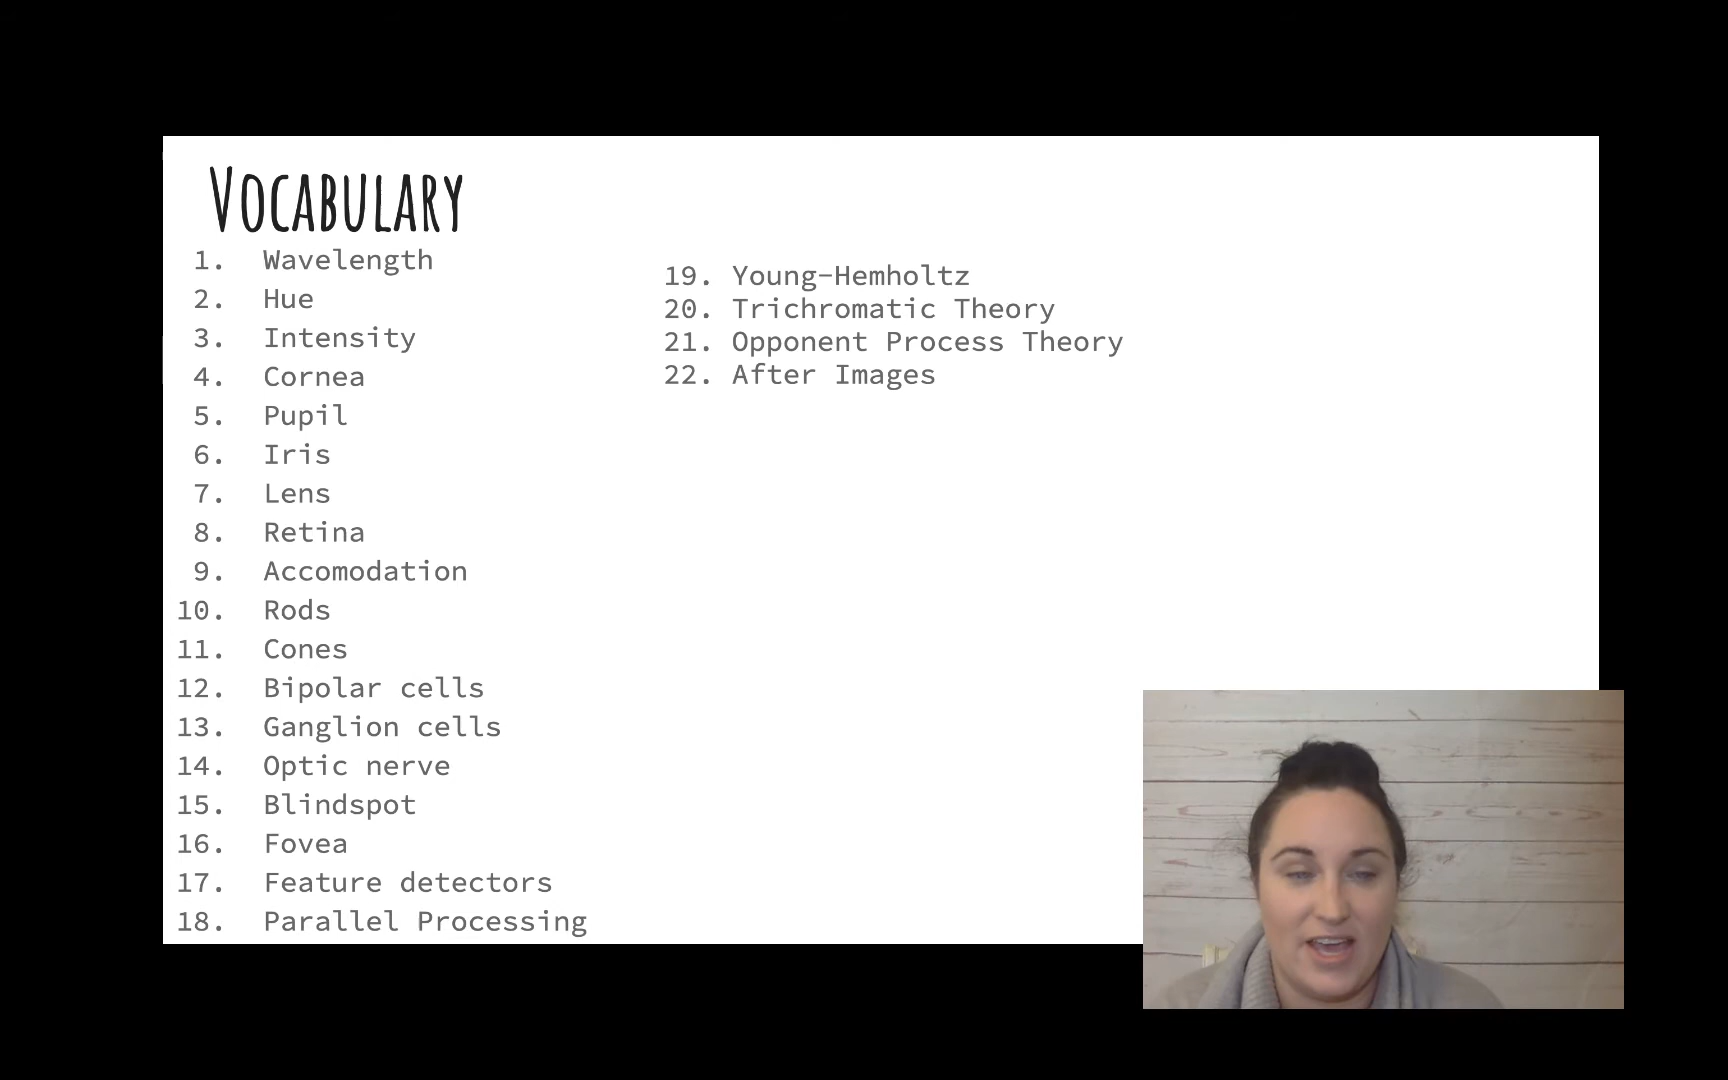 Vocabulary
1. Wavelength
2. Hue
3. Intensity
4. Cornea
5. Pupil
6. Iris
7. Lens
8. Retina
9. Accomodation
10. Rods
11. Cones
12. Bipolar cells
13. Ganglion cells
14. Optic nerve
15. Blindspot
16. Fovea
17. Feature detectors
18. Parallel Processing
19. Young-Hemholtz
20. Trichromatic Theory
21. Opponent Process Theory
22. After Images